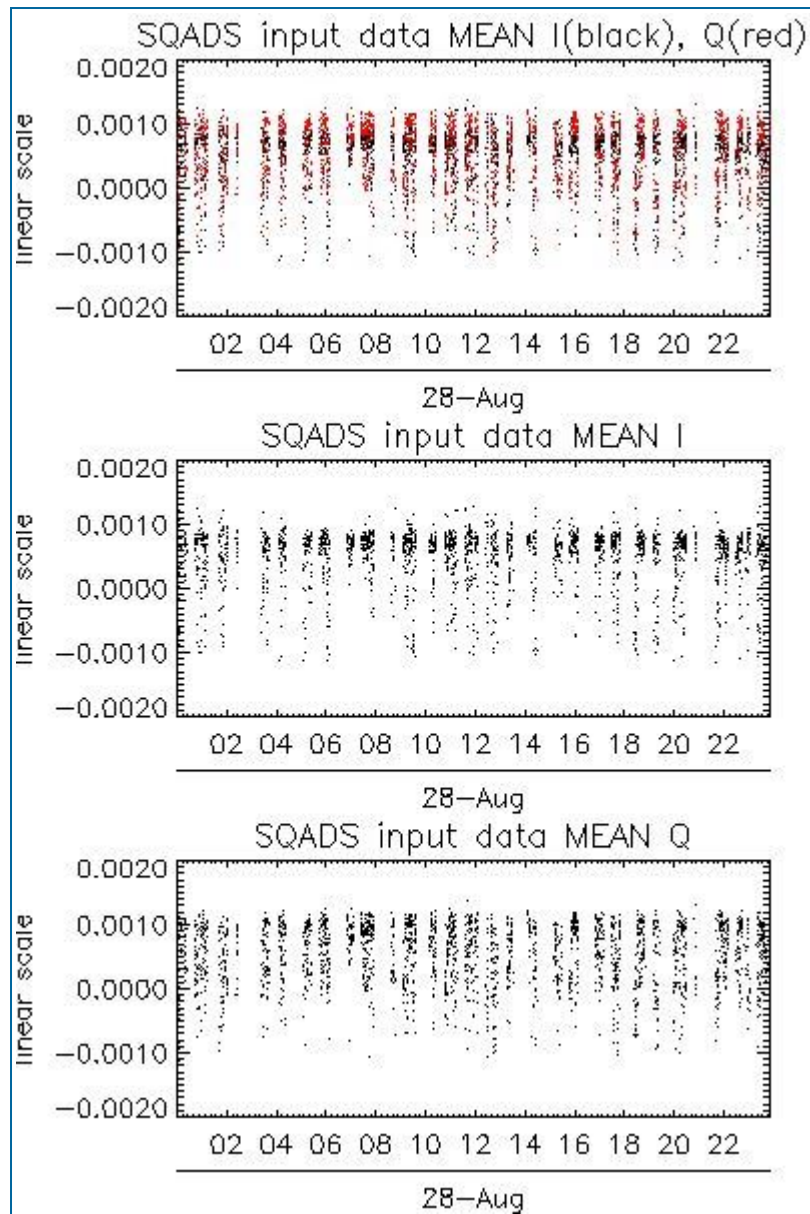 SQADS input data MEAN I(black), Q(red)
0.0020
0.0010
0.0000
−0.0010
−0.0020
linear scale
02 04 06 08 10 12 14 16 18 20 22
28−Aug
SQADS input data MEAN I
0.0020
0.0010
0.0000
−0.0010
−0.0020
linear scale
02 04 06 08 10 12 14 16 18 20 22
28−Aug
SQADS input data MEAN Q
0.0020
0.0010
0.0000
−0.0010
−0.0020
linear scale
02 04 06 08 10 12 14 16 18 20 22
28−Aug